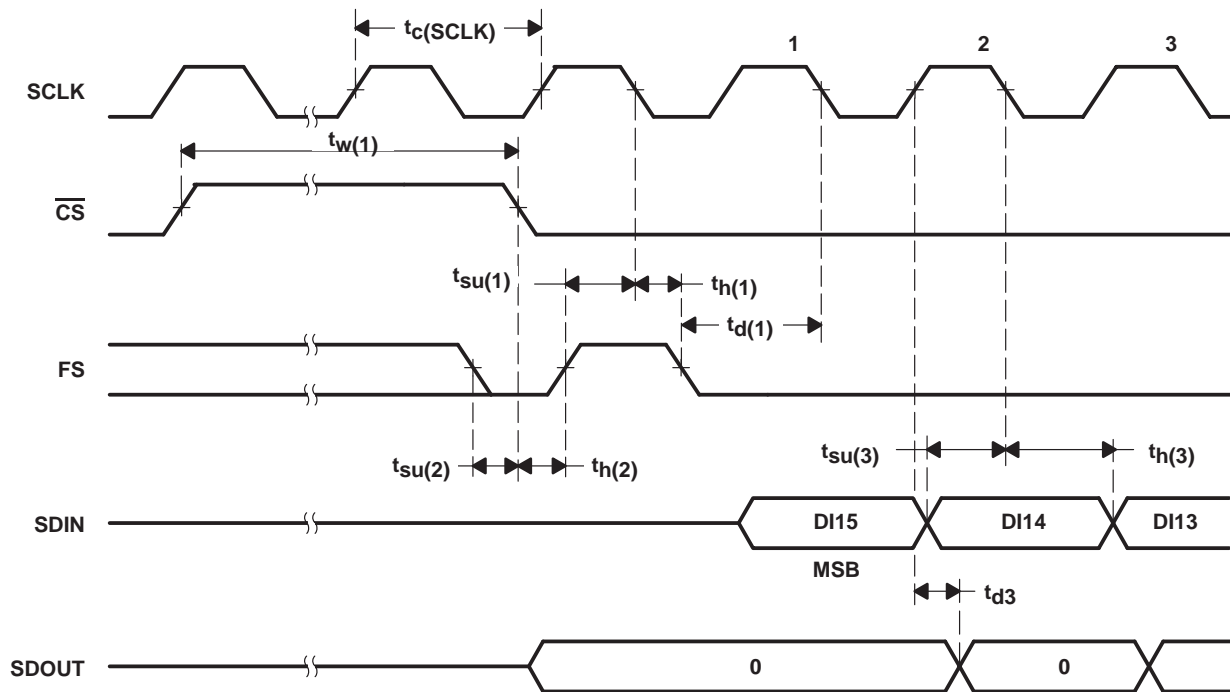 tc(SCLK)
1
2
3
SCLK
tw(1)
CS
tsu(1)
th(1)
td(1)
FS
tsu(2)
th(2)
tsu(3)
th(3)
SDIN
DI15
DI14
DI13
MSB
td3
SDOUT
0
0